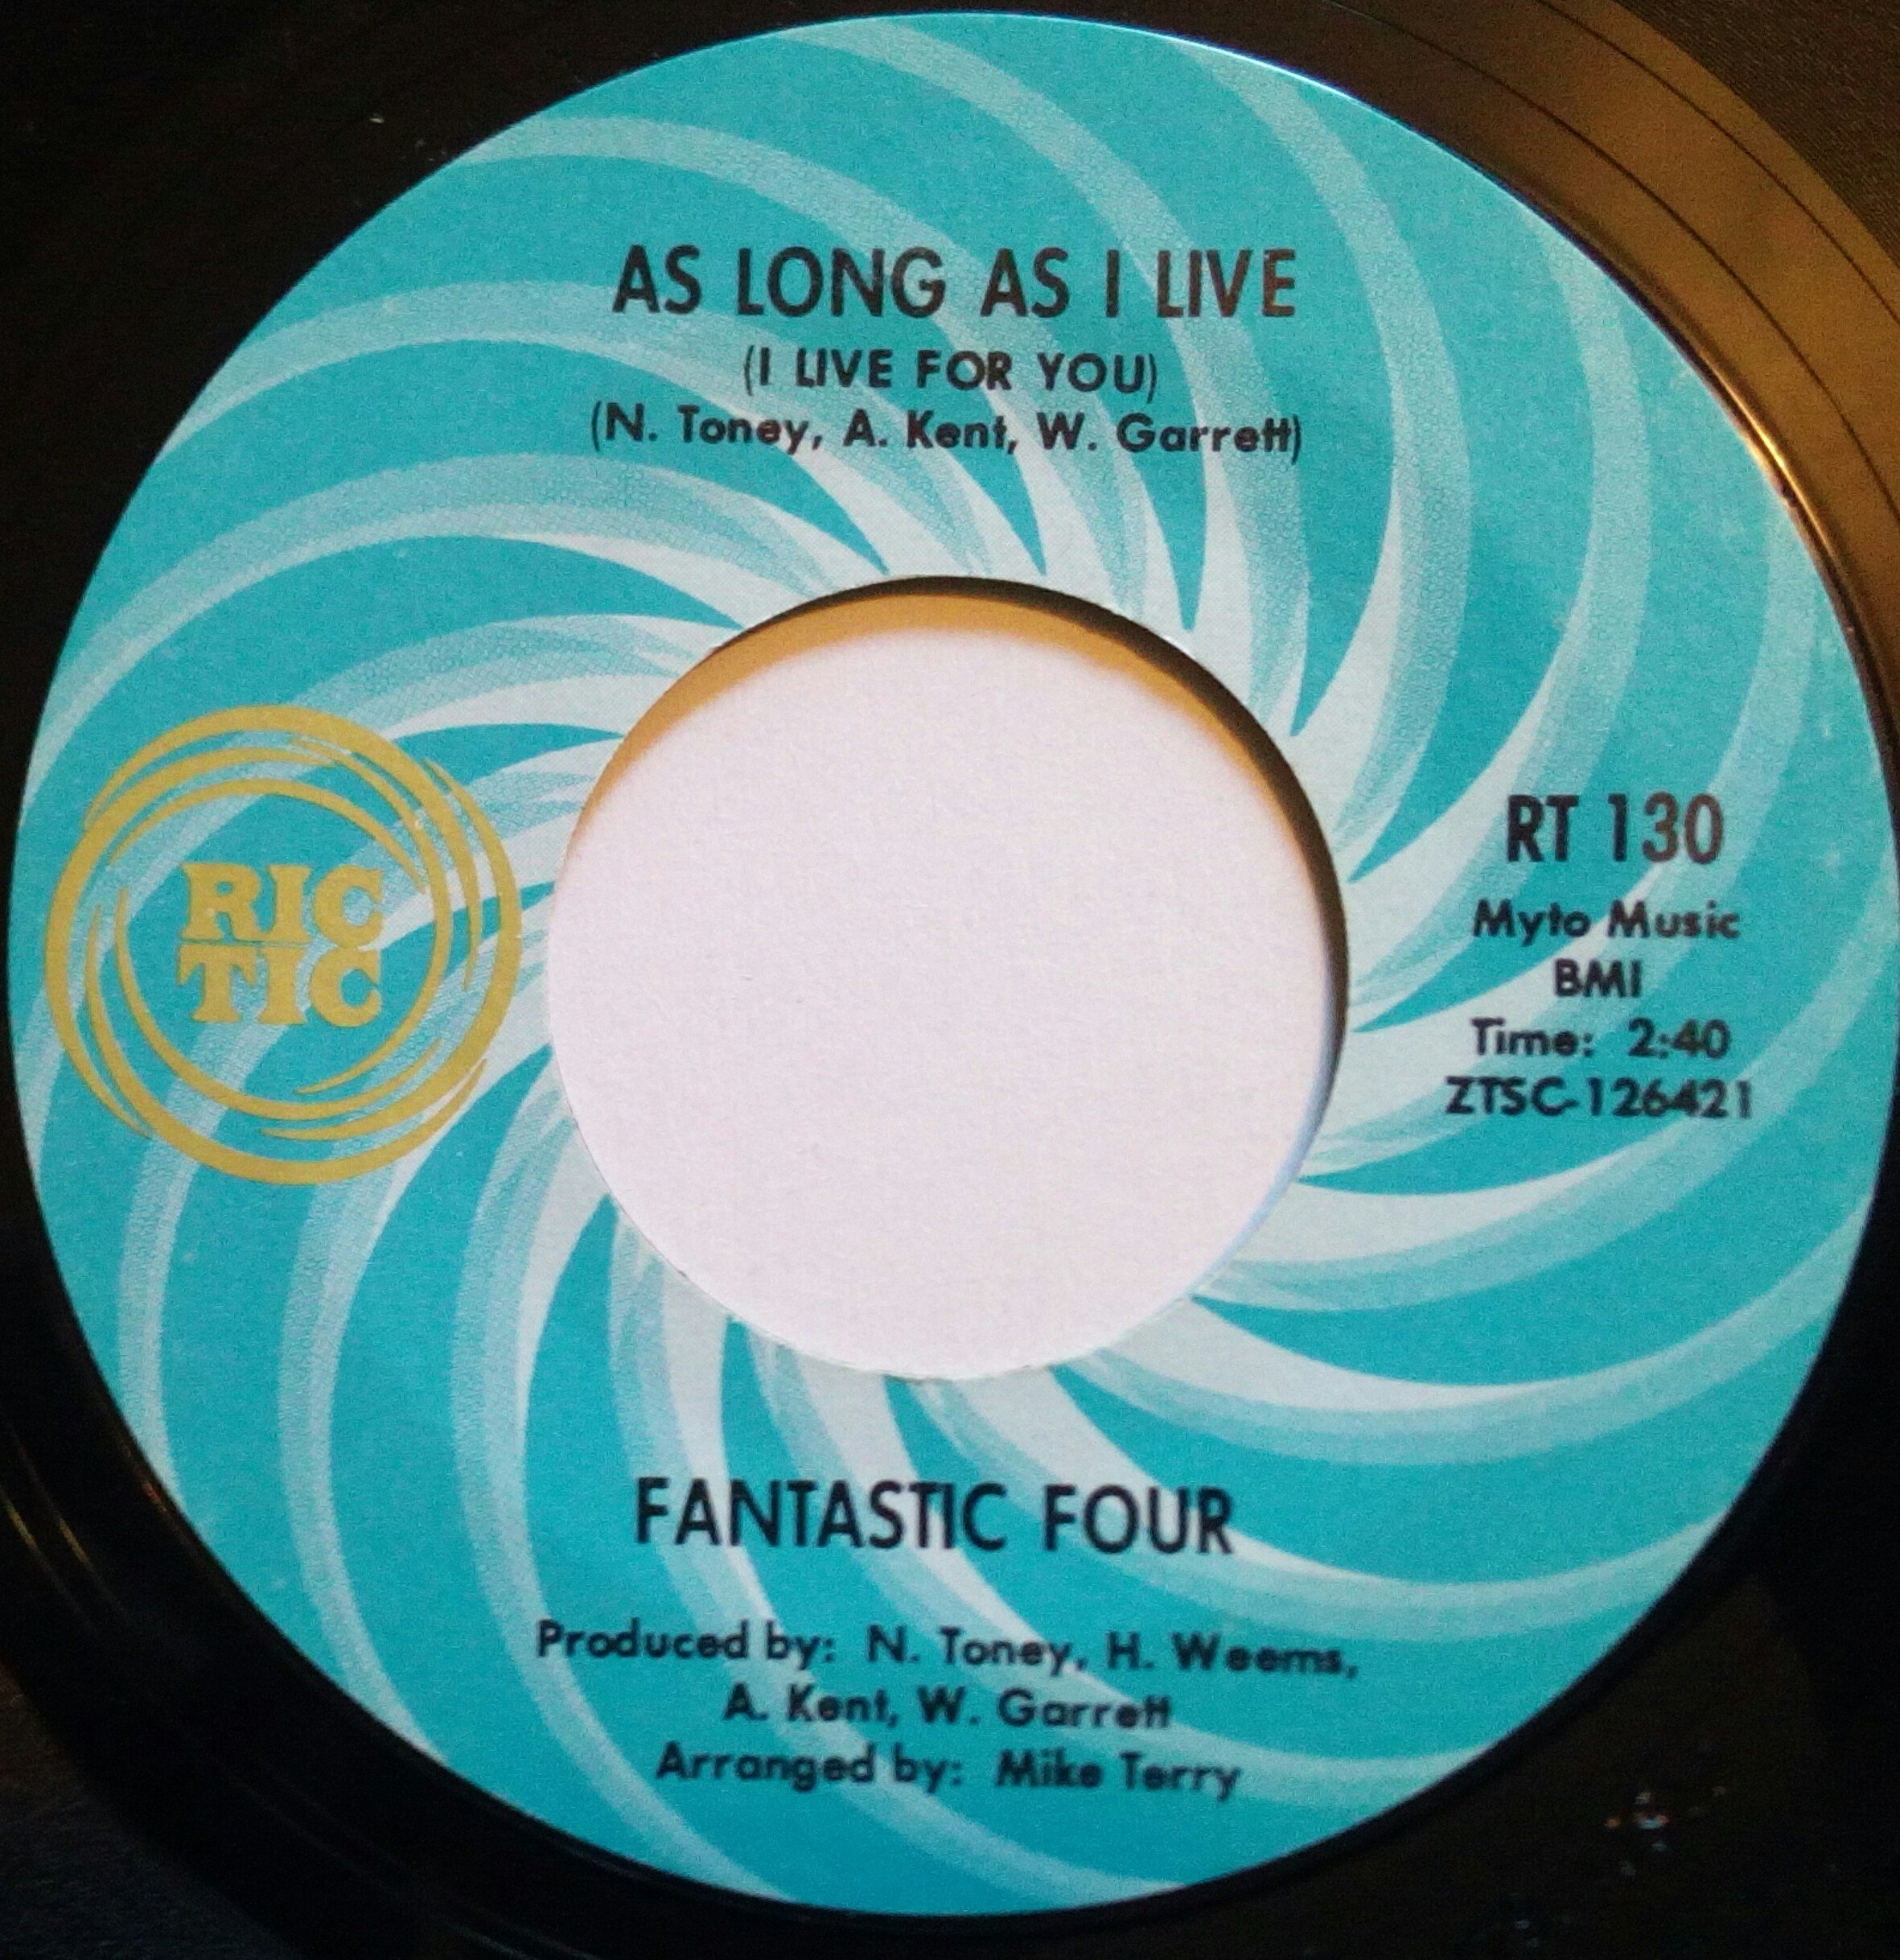 AS LONG AS I LIVE
(I LIVE FOR YOU)
(N. Toney, A. Kent, W. Garrett)
RIC
TIC
RT 130
Myto Music
BMI
Time: 2:40
ZTSC-126421
FANTASTIC FOUR
Produced by: N. Toney, H. Weems,
A. Kent, W. Garrett
Arranged by: Mike Terry